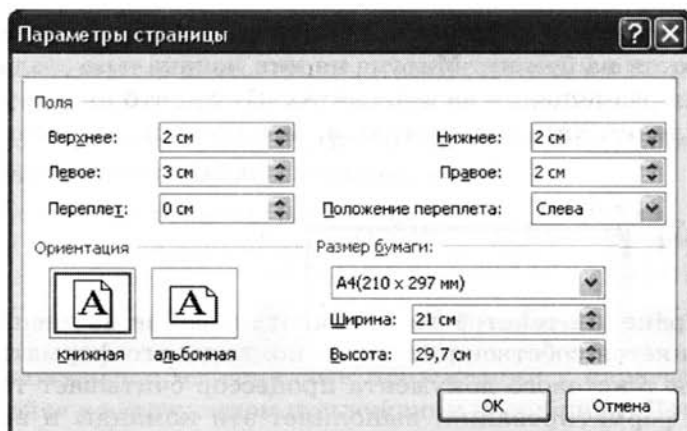 Параметры страницы
Поля
Верхнее: 2 см Нижнее: 2 см
Левое: 3 см Правое: 2 см
Переплет: 0 см Положение переплета: Слева
Ориентация Размер бумаги:
A4(210 x 297 мм)
A A Ширина: 21 см
книжная альбомная Высота: 29,7 см
ОК Отмена